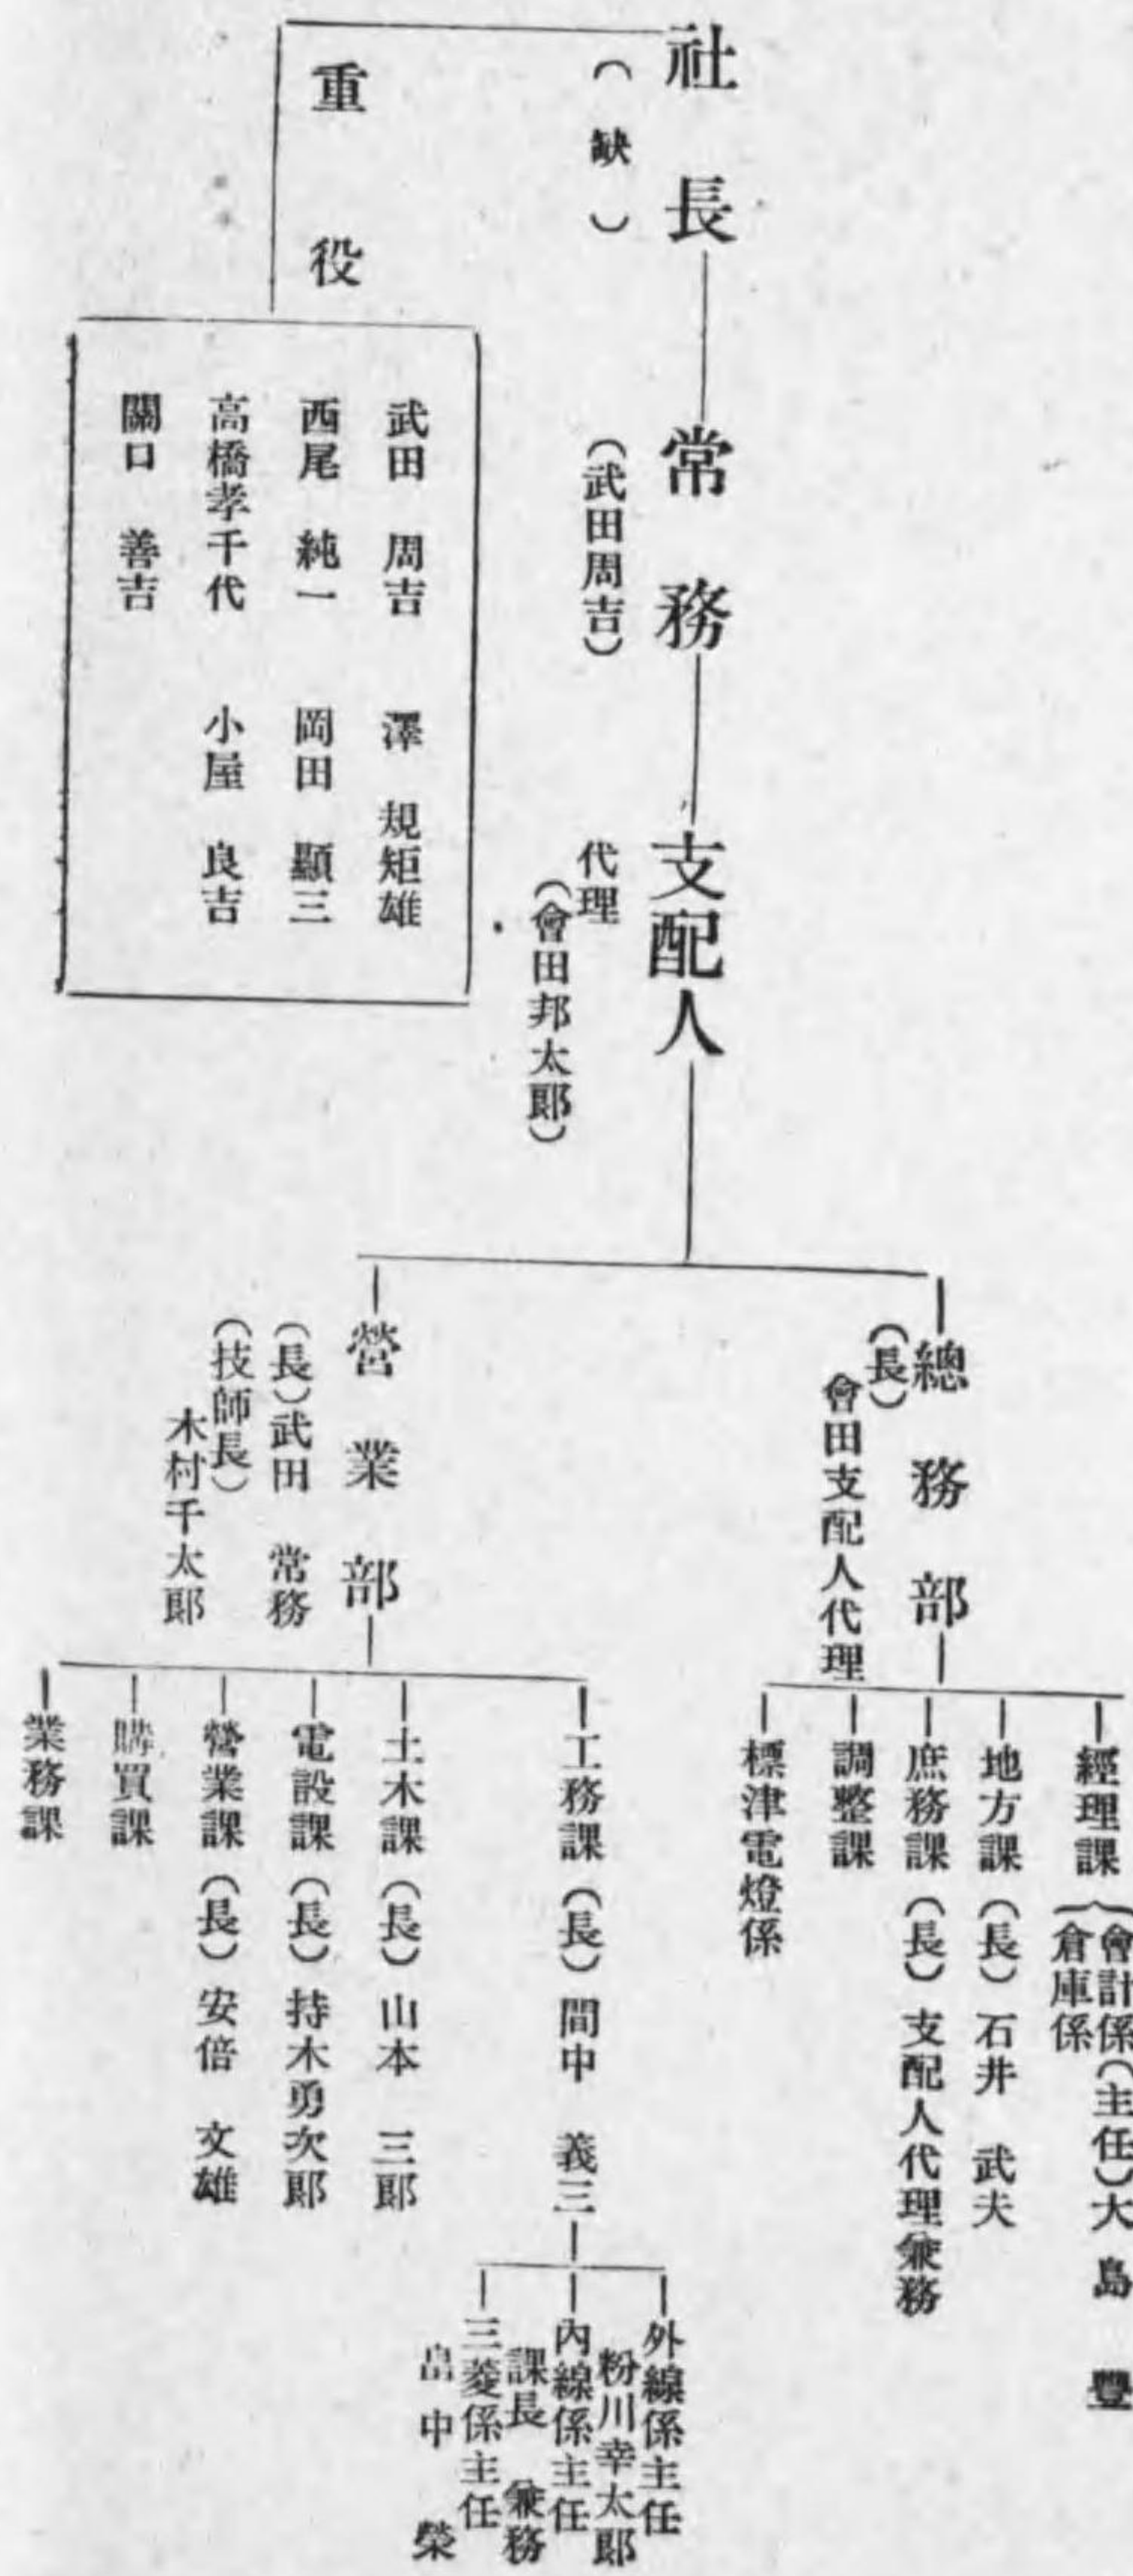 社長
（缺）
常務
（武田周吉）
支配人
代理
（會田邦太郎）
重役
武田 周吉 澤 規矩雄
西尾 純一 岡田 顯三
高橋孝千代 小屋 良吉
關口 善吉
總務部
（長）
會田支配人代理
經理課
會計係（主任）大島 豐
倉庫係
地方課（長）石井 武夫
庶務課（長）支配人代理兼務
調整課
標津電燈係
營業部
（長）武田 常務
（技師長）
木村千太郎
工務課（長）間中 義三
外線係主任
粉川幸太郎
內線係主任
課長 兼務
三菱係主任
畠中 榮
土木課（長）山本 三郎
電設課（長）持木勇次郎
營業課（長）安倍 文雄
購買課
業務課